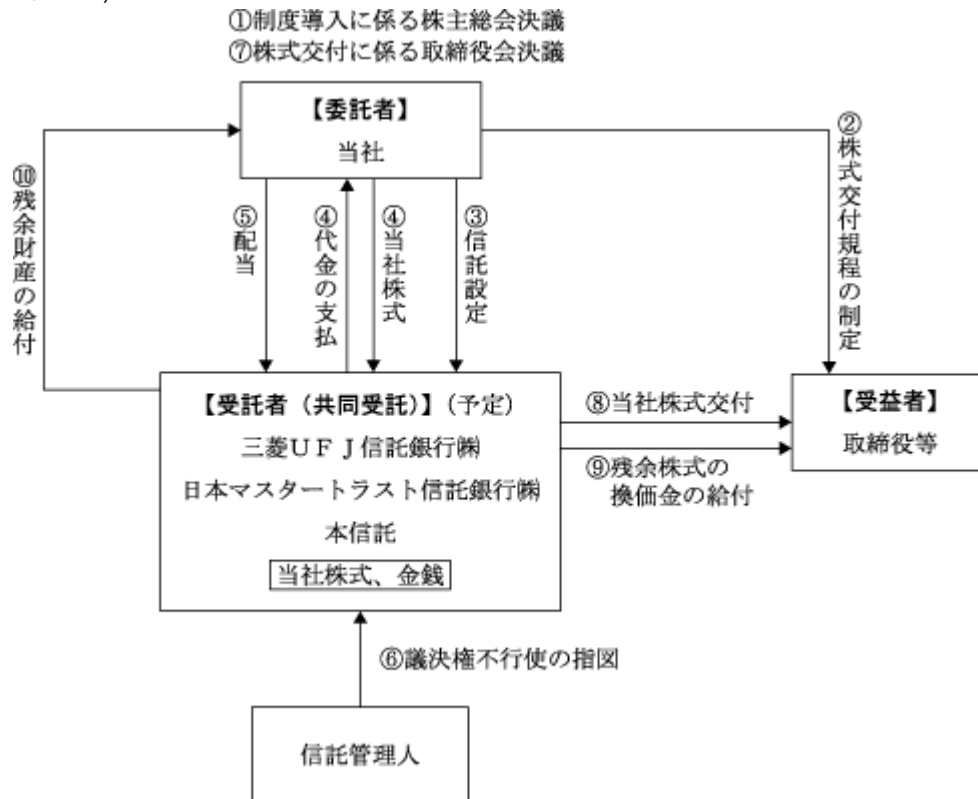 ①制度導入に係る株主総会決議
⑦株式交付に係る取締役会決議
【委託者】
当社
②株式交付規程の制定
⑩残余財産の給付
⑤配当
④代金の支払
④当社株式
③信託設定
【受託者（共同受託）】（予定）
三菱ＵＦＪ信託銀行㈱
日本マスタートラスト信託銀行㈱
本信託
当社株式、金銭
⑧当社株式交付
⑨残余株式の
換価金の給付
【受益者】
取締役等
⑥議決権不行使の指図
信託管理人